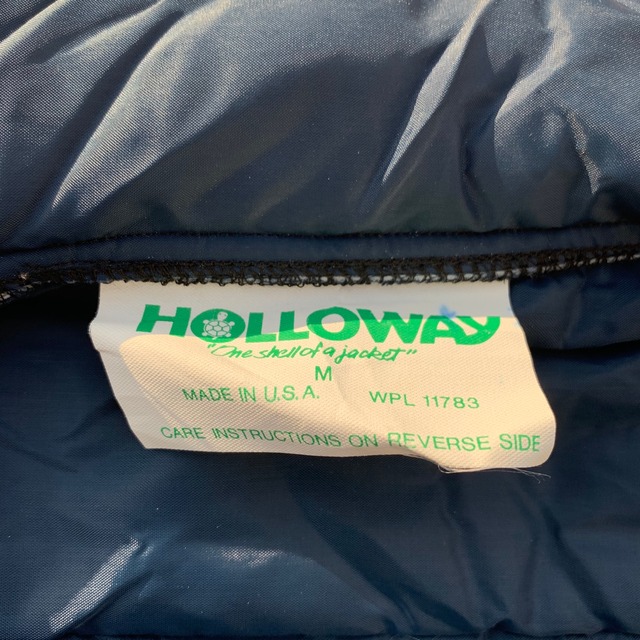 HOLLOWAY
"One shell of a jacket"
M
MADE IN U.S.A. WPL 11783
CARE INSTRUCTIONS ON REVERSE SIDE